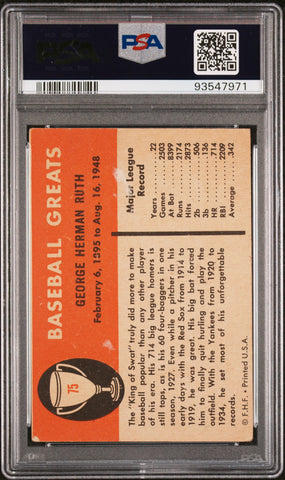 PSA
93547971
75
BASEBALL GREATS
GEORGE HERMAN RUTH
February 6, 1895 to Aug. 16, 1948
The "King of Swat" truly did more to make
baseball popular than any other player
of his era. His 714 big league homers is
still tops, as is his 60 four-baggers in one
season, 1927. Even while a pitcher in his
early days with the Red Sox from 1914 to
1919, he was great. His big bat forced
him to finally quit hurling and play the
outfield. With the Yankees from 1920 to
1934, he set most of his unforgettable
records.
© F.H.F. • Printed U.S.A.
Major League
Record
Years 22
Games 2503
At Bat 8399
Runs 2174
Hits 2873
2b 506
3b 136
HR 714
RBI 2209
Average .342